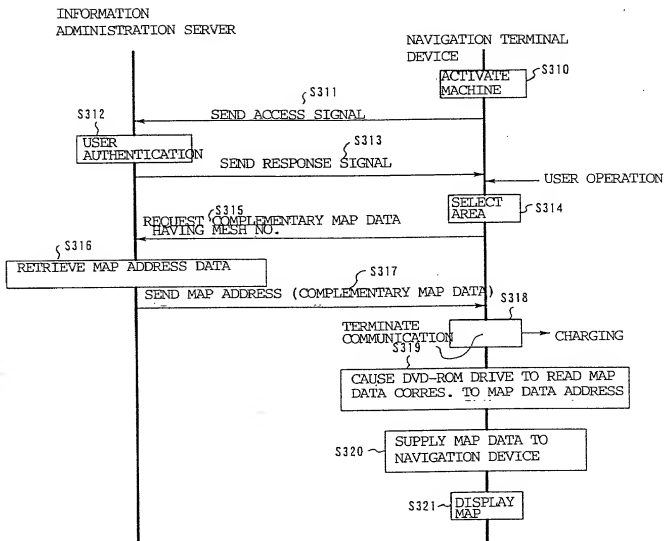 INFORMATION
ADMINISTRATION SERVER
NAVIGATION TERMINAL
DEVICE
ACTIVATE
MACHINE
S310
S311
SEND ACCESS SIGNAL
S312
USER
AUTHENTICATION
S313
SEND RESPONSE SIGNAL
USER OPERATION
SELECT
AREA
S314
S315
REQUEST COMPLEMENTARY MAP DATA
HAVING MESH NO.
S316
RETRIEVE MAP ADDRESS DATA
S317
SEND MAP ADDRESS (COMPLEMENTARY MAP DATA)
S318
TERMINATE
COMMUNICATION
CHARGING
S319
CAUSE DVD-ROM DRIVE TO READ MAP
DATA CORRES. TO MAP DATA ADDRESS
S320
SUPPLY MAP DATA TO
NAVIGATION DEVICE
S321
DISPLAY
MAP